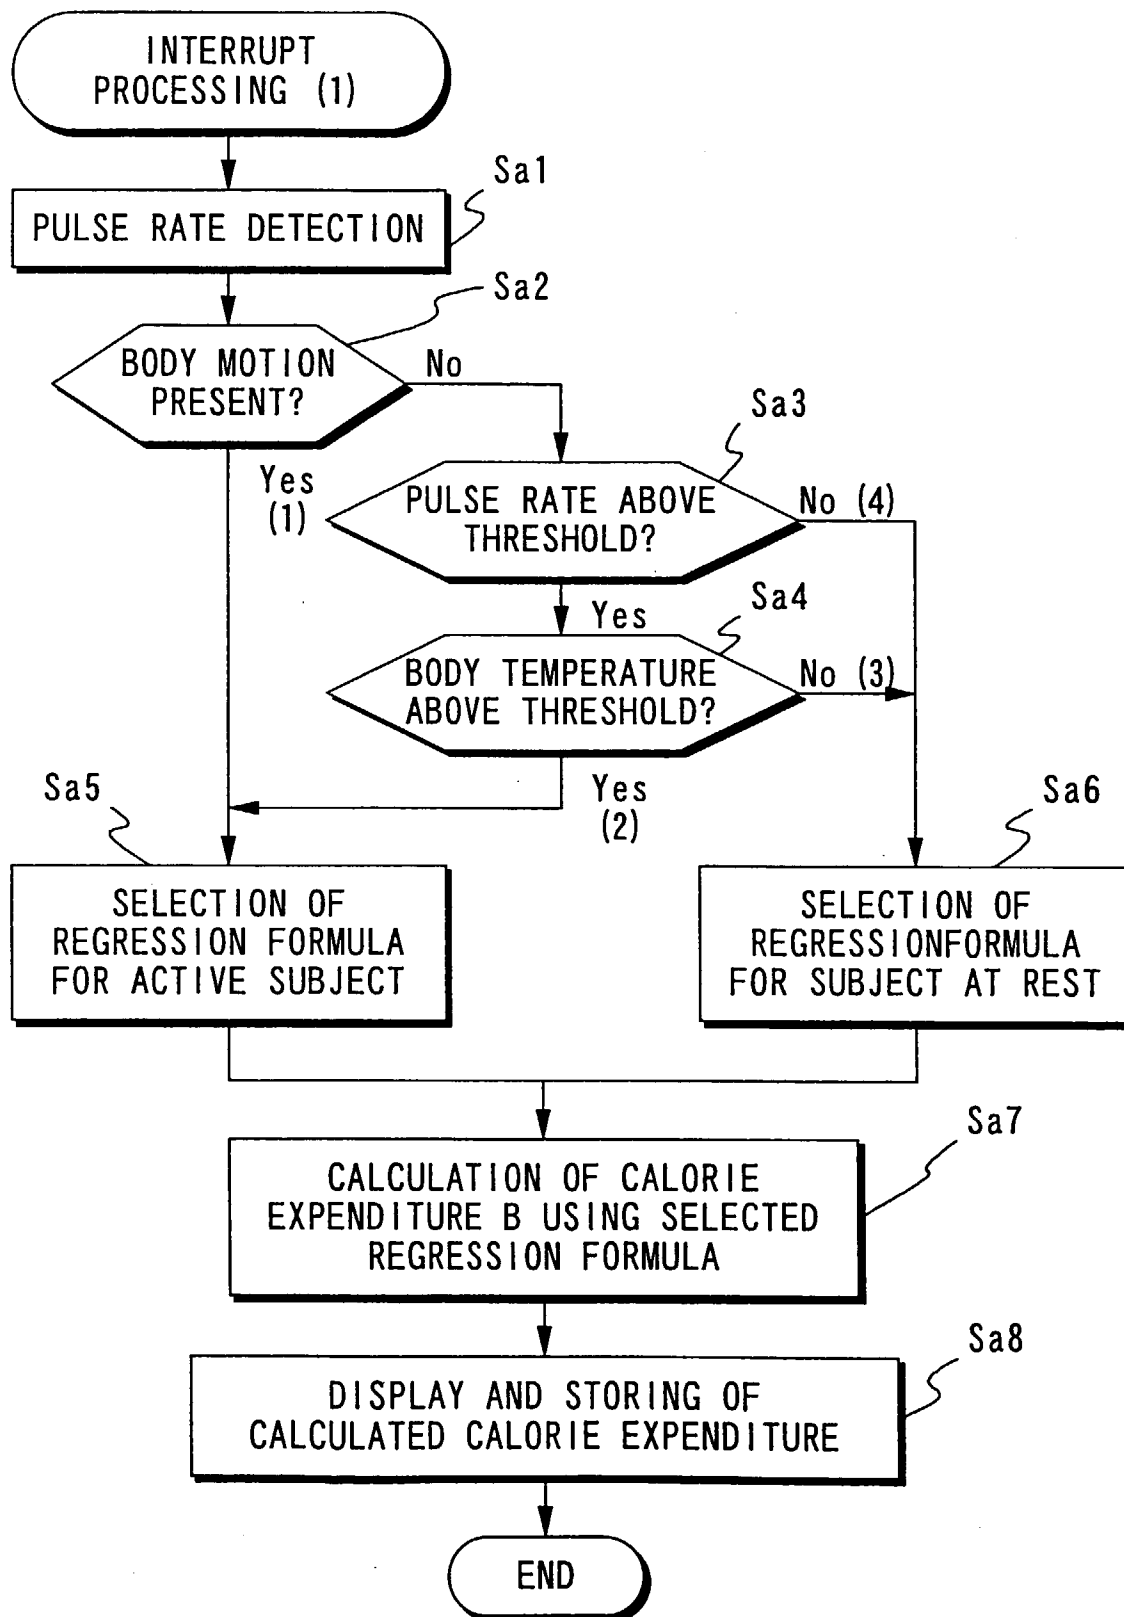 INTERRUPT
PROCESSING (1)
Sa1
PULSE RATE DETECTION
Sa2
BODY MOTION
PRESENT?
No
Sa3
Yes
(1)
PULSE RATE ABOVE
THRESHOLD?
No (4)
Yes
Sa4
BODY TEMPERATURE
ABOVE THRESHOLD?
No (3)
Yes
(2)
Sa5
Sa6
SELECTION OF
REGRESSION FORMULA
FOR ACTIVE SUBJECT
SELECTION OF
REGRESSIONFORMULA
FOR SUBJECT AT REST
Sa7
CALCULATION OF CALORIE
EXPENDITURE B USING SELECTED
REGRESSION FORMULA
Sa8
DISPLAY AND STORING OF
CALCULATED CALORIE EXPENDITURE
END